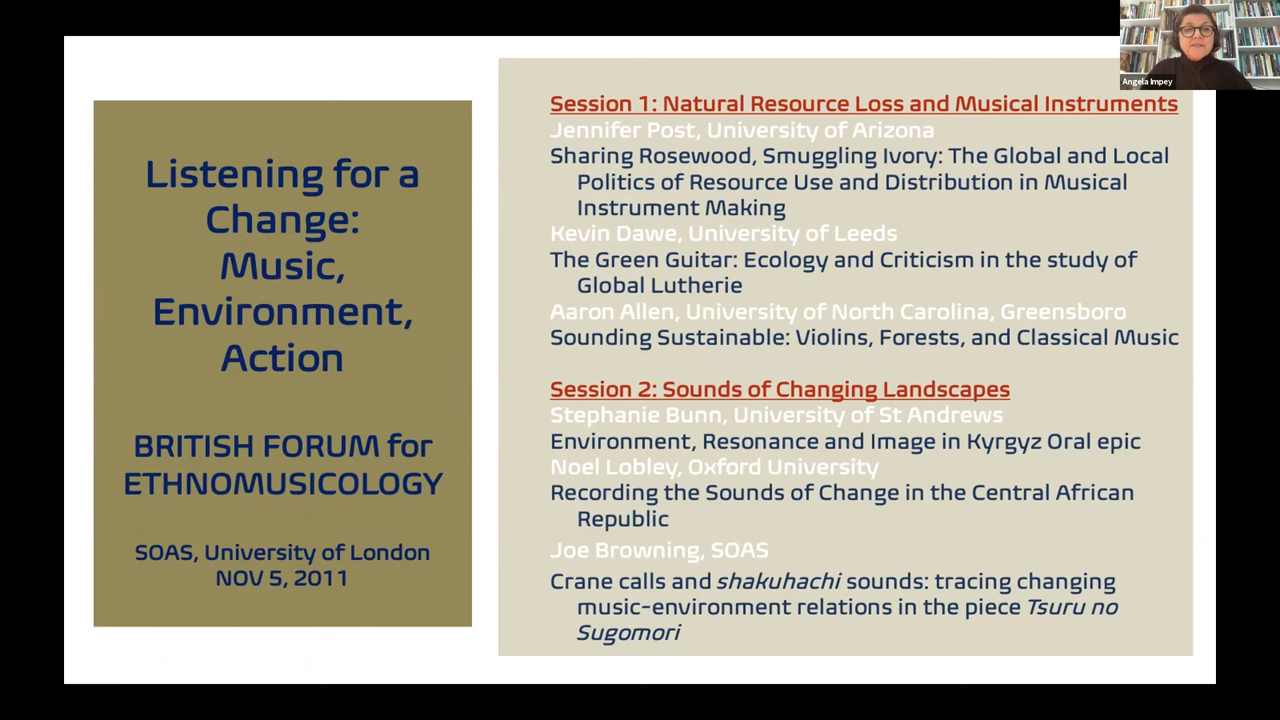 Listening for a
Change:
Music,
Environment,
Action
BRITISH FORUM for
ETHNOMUSICOLOGY
SOAS, University of London
NOV 5, 2011
Session 1: Natural Resource Loss and Musical Instruments
Jennifer Post, University of Arizona
Sharing Rosewood, Smuggling Ivory: The Global and Local
Politics of Resource Use and Distribution in Musical
Instrument Making
Kevin Dawe, University of Leeds
The Green Guitar: Ecology and Criticism in the study of
Global Lutherie
Aaron Allen, University of North Carolina, Greensboro
Sounding Sustainable: Violins, Forests, and Classical Music
Session 2: Sounds of Changing Landscapes
Stephanie Bunn, University of St Andrews
Environment, Resonance and Image in Kyrgyz Oral epic
Noel Lobley, Oxford University
Recording the Sounds of Change in the Central African
Republic
Joe Browning, SOAS
Crane calls and shakuhachi sounds: tracing changing
music-environment relations in the piece Tsuru no
Sugomori
Angela Impey